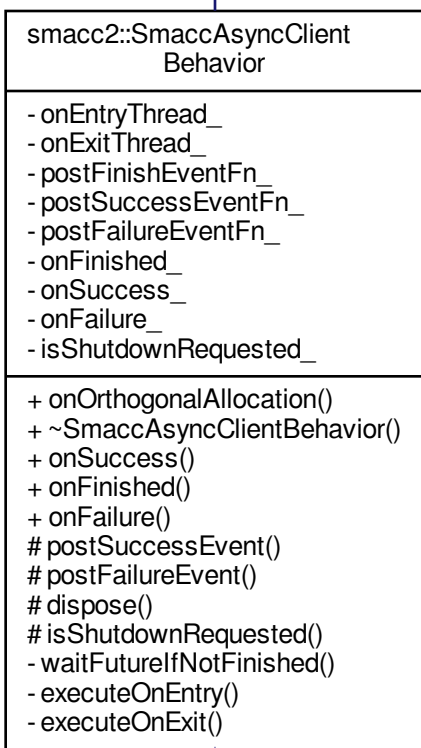 smacc2::SmaccAsyncClient
Behavior
- onEntryThread_
- onExitThread_
- postFinishEventFn_
- postSuccessEventFn_
- postFailureEventFn_
- onFinished_
- onSuccess_
- onFailure_
- isShutdownRequested_
+ onOrthogonalAllocation()
+ ~SmaccAsyncClientBehavior()
+ onSuccess()
+ onFinished()
+ onFailure()
# postSuccessEvent()
# postFailureEvent()
# dispose()
# isShutdownRequested()
- waitFutureIfNotFinished()
- executeOnEntry()
- executeOnExit()